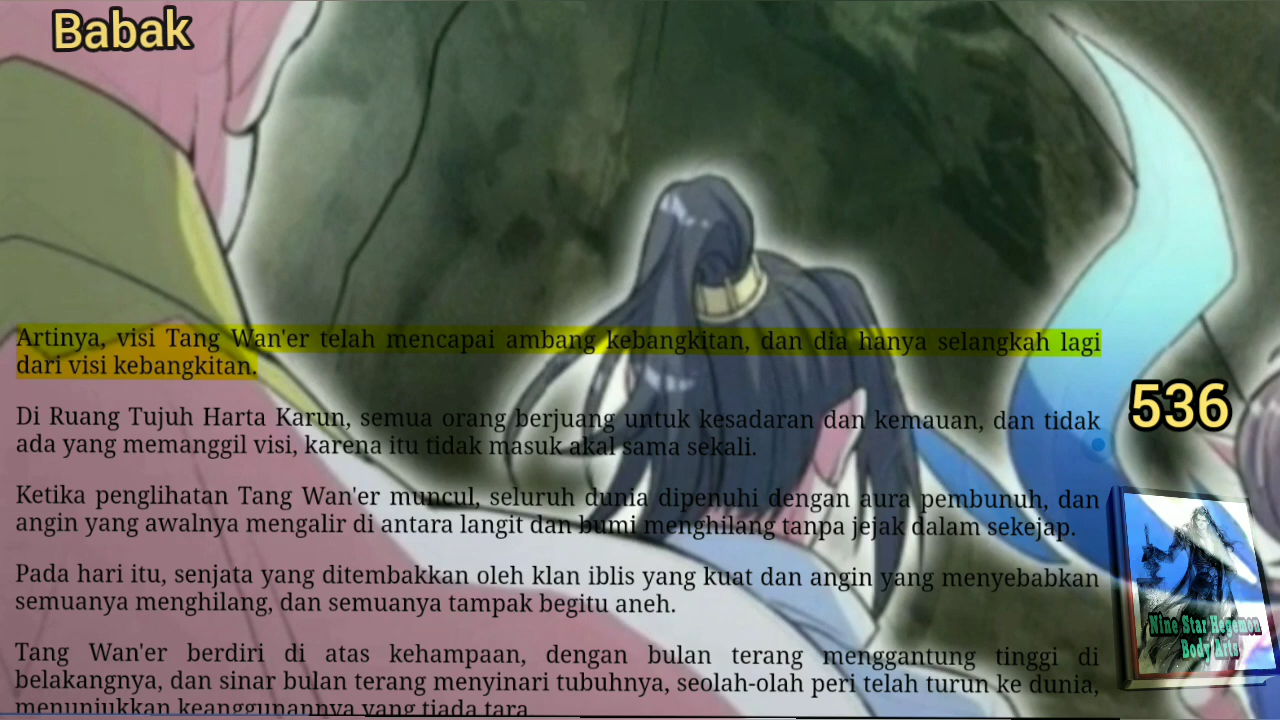 Babak
Artinya, visi Tang Wan'er telah mencapai ambang kebangkitan, dan dia hanya selangkah lagi
dari visi kebangkitan.
Di Ruang Tujuh Harta Karun, semua orang berjuang untuk kesadaran dan kemauan, dan tidak
ada yang memanggil visi, karena itu tidak masuk akal sama sekali.
536
Ketika penglihatan Tang Wan'er muncul, seluruh dunia dipenuhi dengan aura pembunuh, dan
angin yang awalnya mengalir di antara langit dan bumi menghilang tanpa jejak dalam sekejap.
Pada hari itu, senjata yang ditembakkan oleh klan iblis yang kuat dan angin yang menyebabkan
semuanya menghilang, dan semuanya tampak begitu aneh.
Nine Star Hegemon
Body Arts
Tang Wan'er berdiri di atas kehampaan, dengan bulan terang menggantung tinggi di
belakangnya, dan sinar bulan terang menyinari tubuhnya, seolah-olah peri telah turun ke dunia,
menunjukkan keanggunannya yang tiada tara